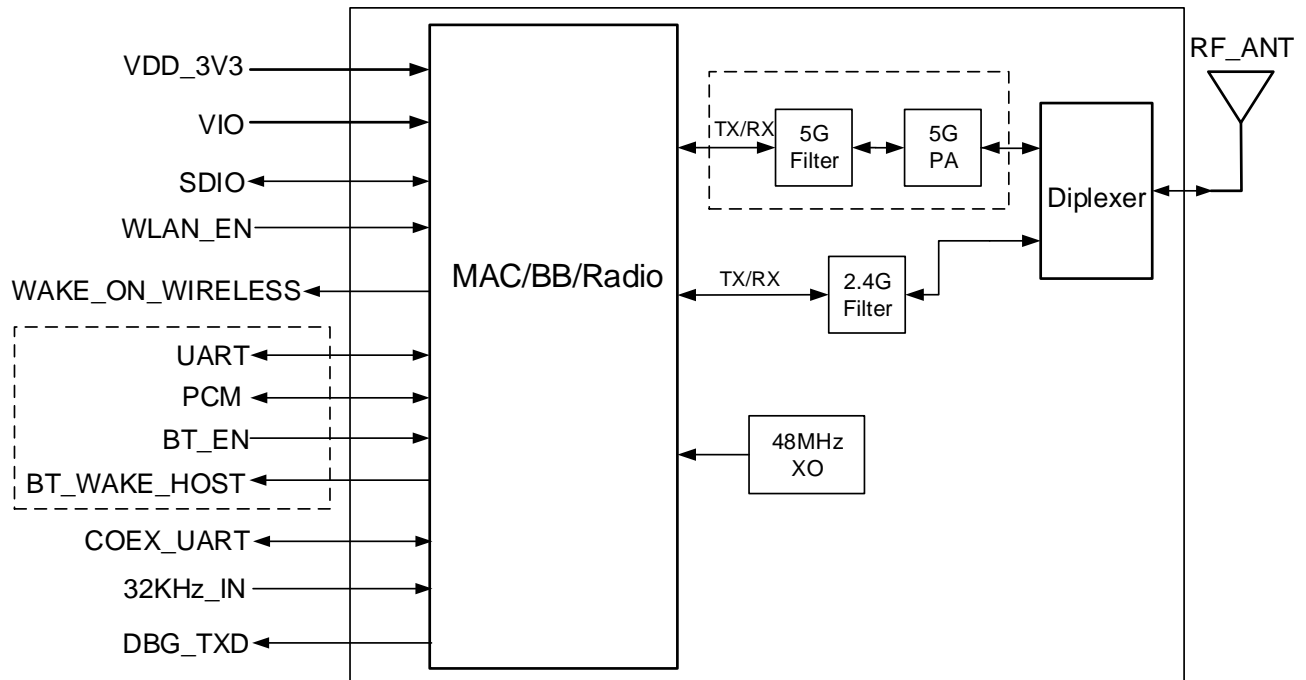 VDD_3V3
VIO
SDIO
WLAN_EN
WAKE_ON_WIRELESS
UART
PCM
BT_EN
BT_WAKE_HOST
COEX_UART
32KHz_IN
DBG_TXD
MAC/BB/Radio
TX/RX
5G
Filter
5G
PA
TX/RX
2.4G
Filter
48MHz
XO
Diplexer
RF_ANT